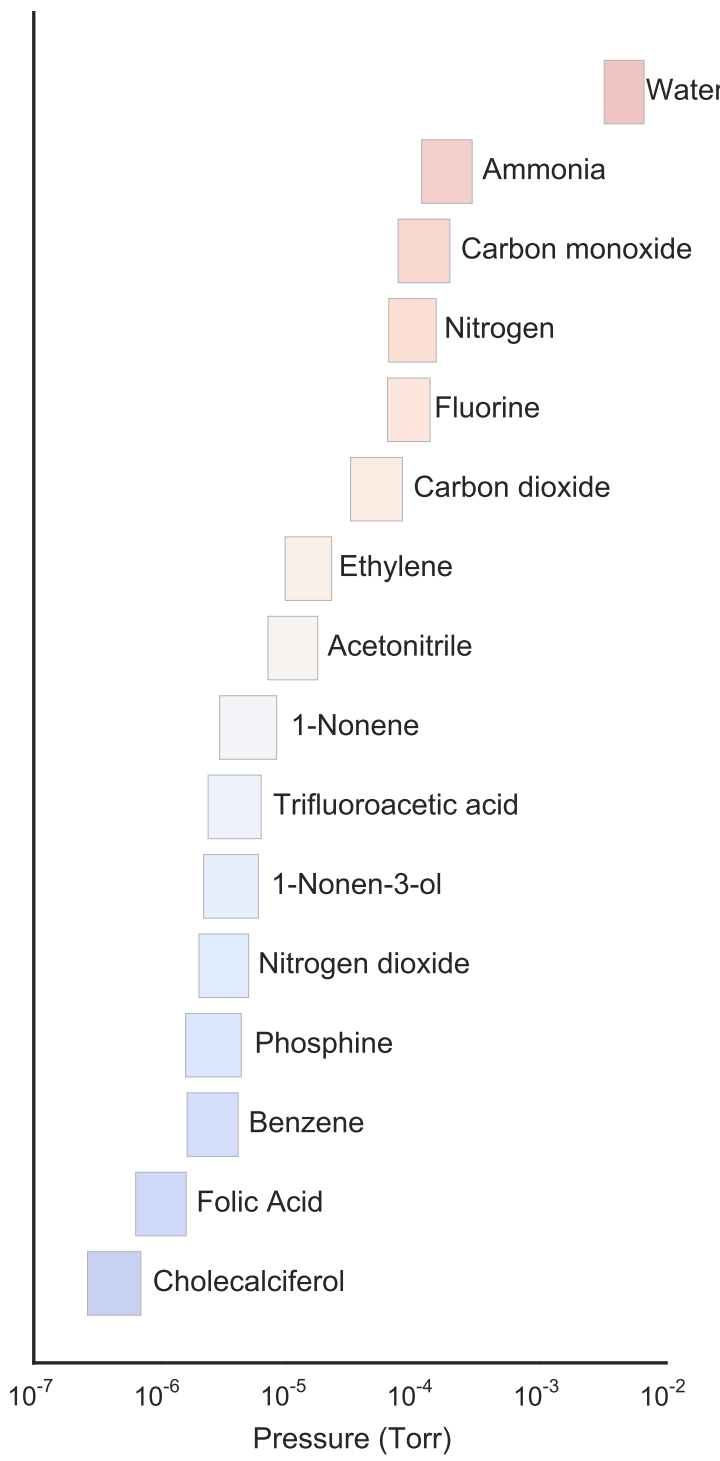 Water
Ammonia
Carbon monoxide
Nitrogen
Fluorine
Carbon dioxide
Ethylene
Acetonitrile
1-Nonene
Trifluoroacetic acid
1-Nonen-3-ol
Nitrogen dioxide
Phosphine
Benzene
Folic Acid
Cholecalciferol
10⁻⁷ 10⁻⁶ 10⁻⁵ 10⁻⁴ 10⁻³ 10⁻²
Pressure (Torr)